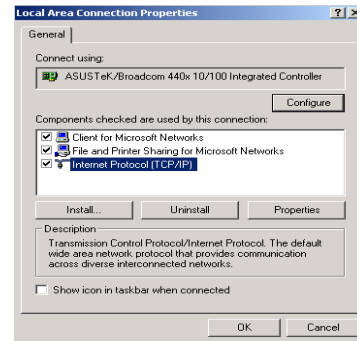 Local Area Connection Properties
General
Connect using:
ASUSTeK/Broadcom 440x 10/100 Integrated Controller
Configure
Components checked are used by this connection:
Client for Microsoft Networks
File and Printer Sharing for Microsoft Networks
Internet Protocol (TCP/IP)
Install... Uninstall Properties
Description
Transmission Control Protocol/Internet Protocol. The default
wide area network protocol that provides communication
across diverse interconnected networks.
Show icon in taskbar when connected
OK Cancel